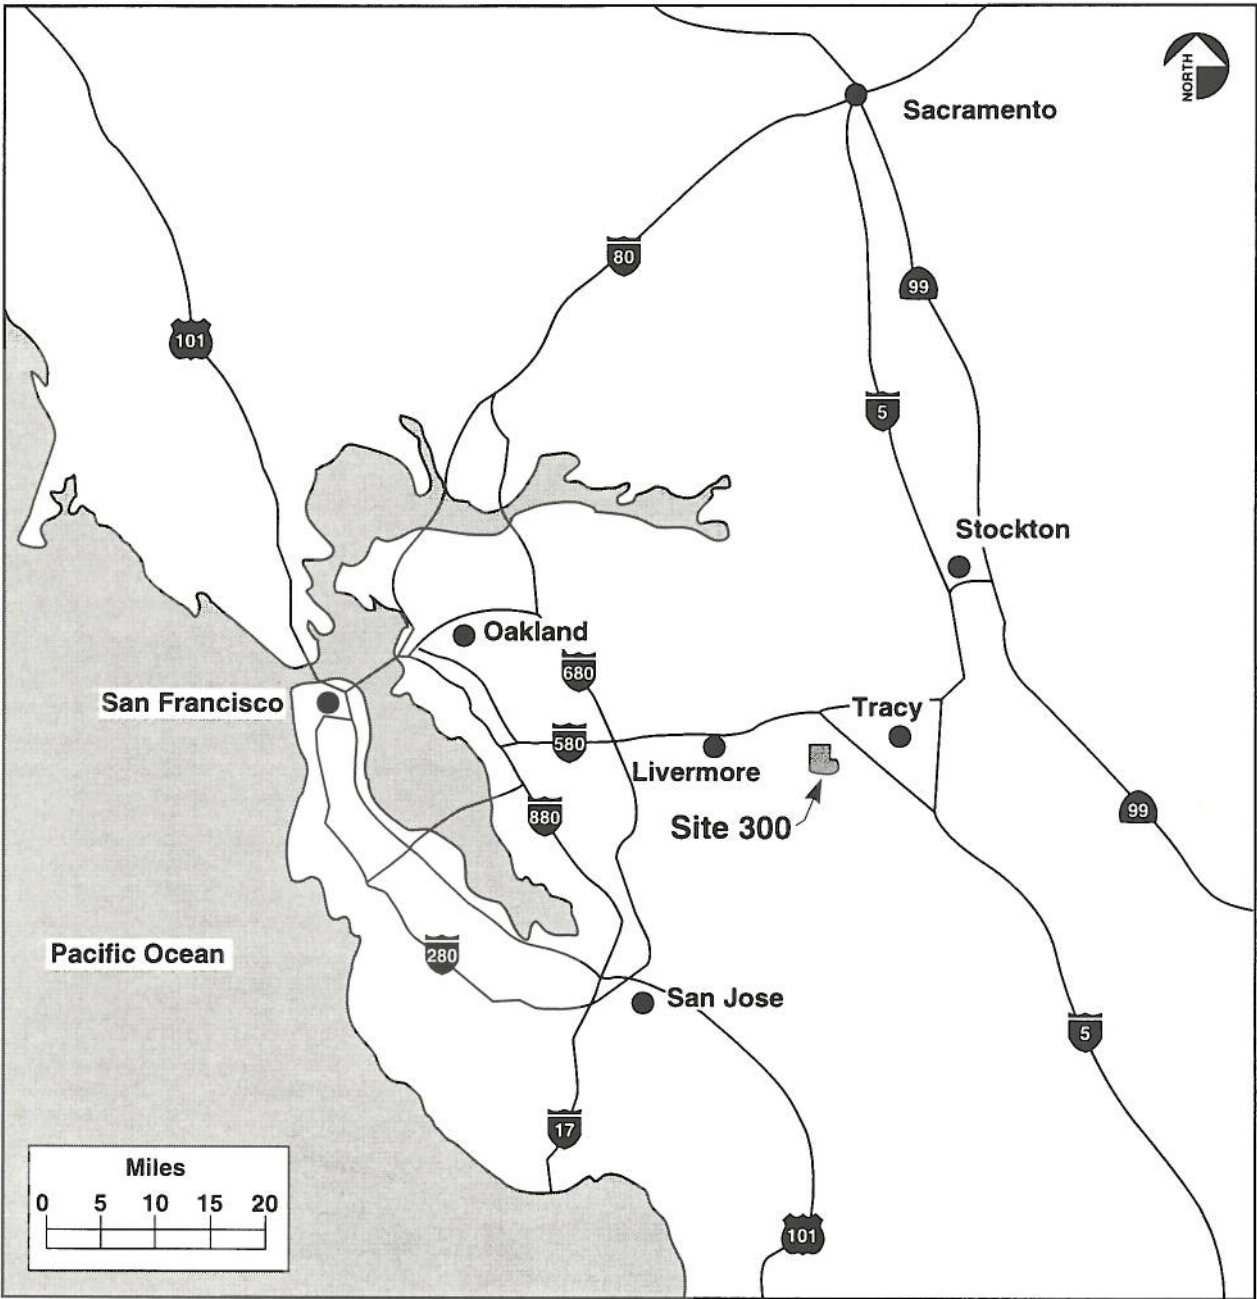 NORTH
Sacramento
80
99
101
5
Stockton
Oakland
680
San Francisco
Tracy
580
Livermore
880
Site 300
99
Pacific Ocean
280
San Jose
5
17
Miles
0 5 10 15 20
101